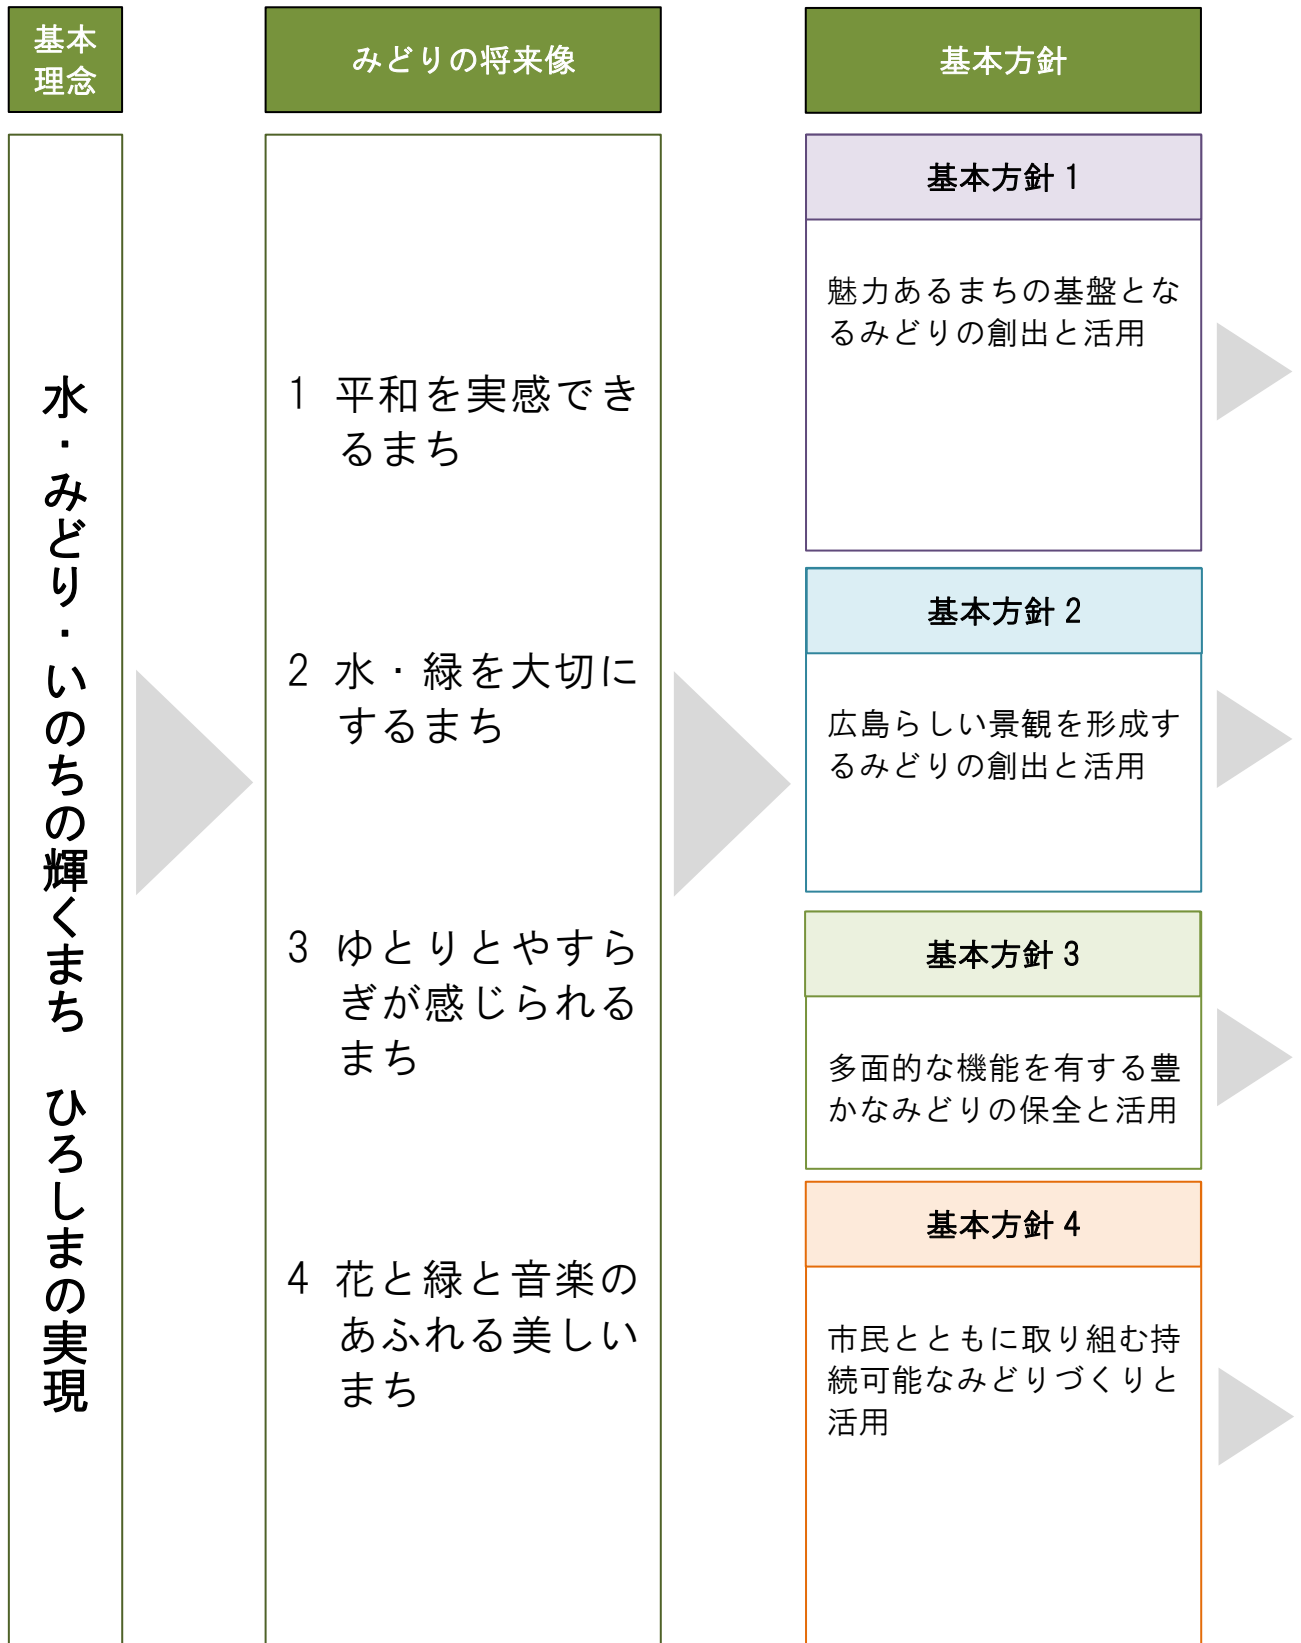 基本
理念
みどりの将来像
基本方針
水・みどり・いのちの輝くまち　ひろしまの実現
1 平和を実感でき
るまち
2 水・緑を大切に
するまち
3 ゆとりとやすら
ぎが感じられる
まち
4 花と緑と音楽の
あふれる美しい
まち
基本方針 1
魅力あるまちの基盤とな
るみどりの創出と活用
基本方針 2
広島らしい景観を形成す
るみどりの創出と活用
基本方針 3
多面的な機能を有する豊
かなみどりの保全と活用
基本方針 4
市民とともに取り組む持
続可能なみどりづくりと
活用